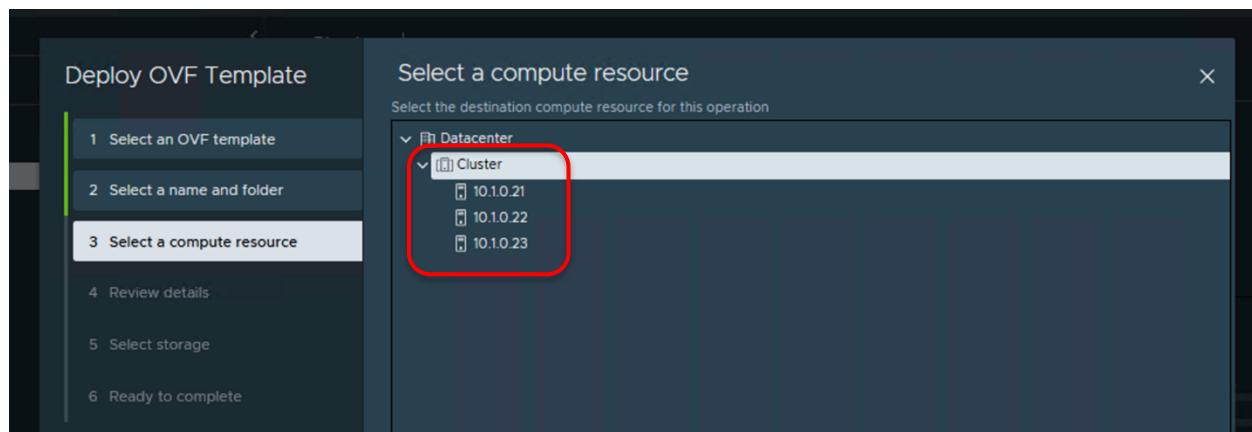 Deploy OVF Template
1 Select an OVF template
2 Select a name and folder
3 Select a compute resource
4 Review details
5 Select storage
6 Ready to complete
Select a compute resource
Select the destination compute resource for this operation
Datacenter
Cluster
10.1.0.21
10.1.0.22
10.1.0.23